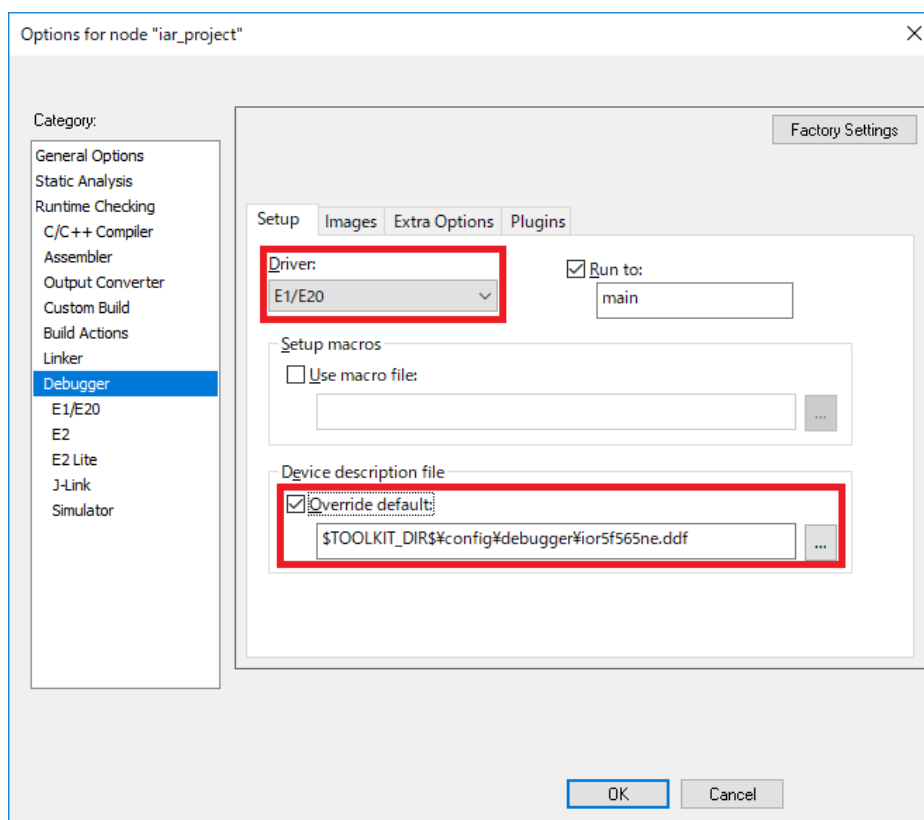 Options for node "iar_project"
Category:
General Options
Static Analysis
Runtime Checking
C/C++ Compiler
Assembler
Output Converter
Custom Build
Build Actions
Linker
Debugger
E1/E20
E2
E2 Lite
J-Link
Simulator
Factory Settings
Setup Images Extra Options Plugins
Driver:
E1/E20
Run to:
main
Setup macros
Use macro file:
...
Device description file
Override default:
$TOOLKIT_DIR$¥config¥debugger¥ior5f565ne.ddf
...
OK Cancel